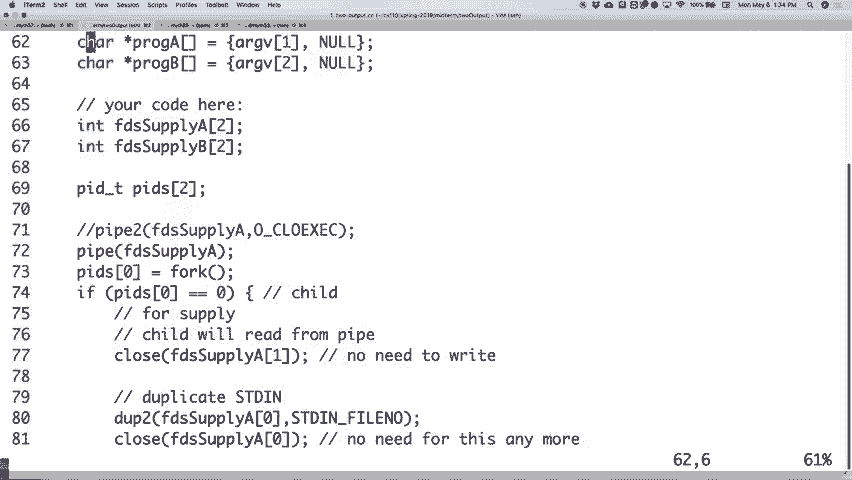 iTerm2 Shell Edit View Session Scripts Profiles Toolbelt Window Help 100% Mon May 6 1:34 PM
62 char *progA[] = {argv[1], NULL};
63 char *progB[] = {argv[2], NULL};
64
65 // your code here:
66 int fdsSupplyA[2];
67 int fdsSupplyB[2];
68
69 pid_t pids[2];
70
71 //pipe2(fdsSupplyA,O_CLOEXEC);
72 pipe(fdsSupplyA);
73 pids[0] = fork();
74 if (pids[0] == 0) { // child
75 // for supply
76 // child will read from pipe
77 close(fdsSupplyA[1]); // no need to write
78
79 // duplicate STDIN
80 dup2(fdsSupplyA[0],STDIN_FILENO);
81 close(fdsSupplyA[0]); // no need for this any more
62,6 61%